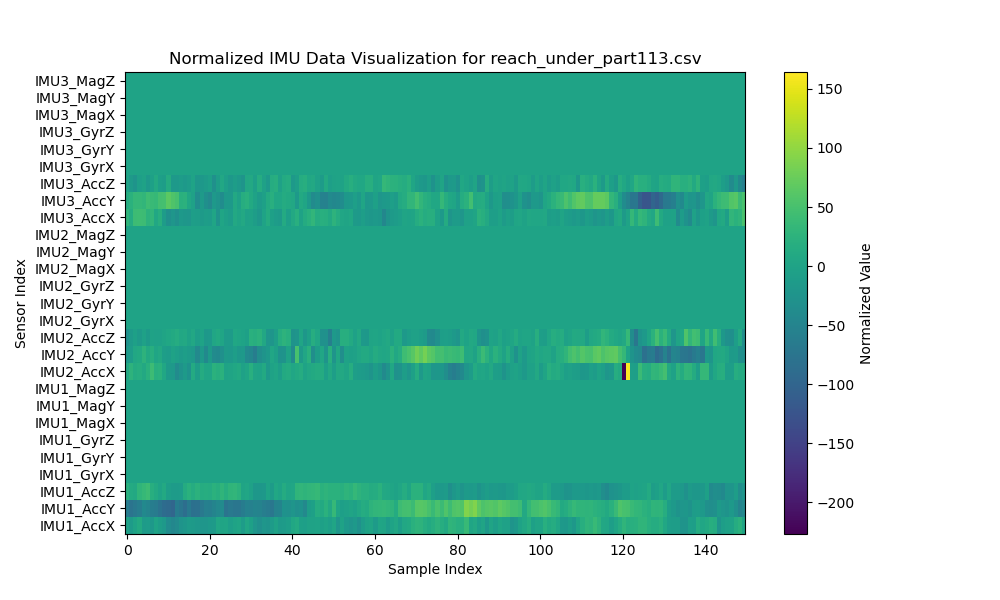 Normalized IMU Data Visualization for reach_under_part113.csv
IMU3_MagZ
IMU3_MagY
IMU3_MagX
IMU3_GyrZ
IMU3_GyrY
IMU3_GyrX
IMU3_AccZ
IMU3_AccY
IMU3_AccX
IMU2_MagZ
IMU2_MagY
IMU2_MagX
IMU2_GyrZ
IMU2_GyrY
IMU2_GyrX
IMU2_AccZ
IMU2_AccY
IMU2_AccX
IMU1_MagZ
IMU1_MagY
IMU1_MagX
IMU1_GyrZ
IMU1_GyrY
IMU1_GyrX
IMU1_AccZ
IMU1_AccY
IMU1_AccX
Sensor Index
0 20 40 60 80 100 120 140
Sample Index
150
100
50
0
−50
−100
−150
−200
Normalized Value